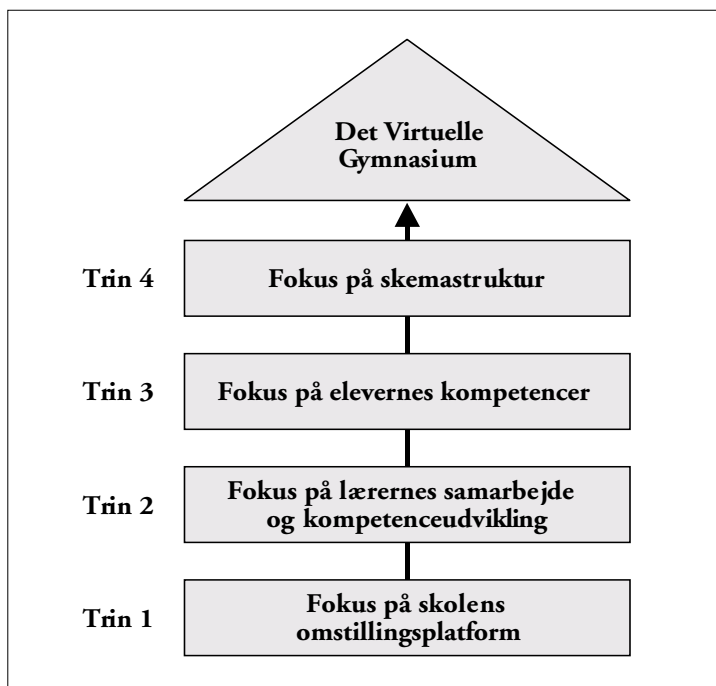 Det Virtuelle
Gymnasium
Trin 4
Fokus på skemastruktur
Trin 3
Fokus på elevernes kompetencer
Trin 2
Fokus på lærernes samarbejde
og kompetenceudvikling
Trin 1
Fokus på skolens
omstillingsplatform